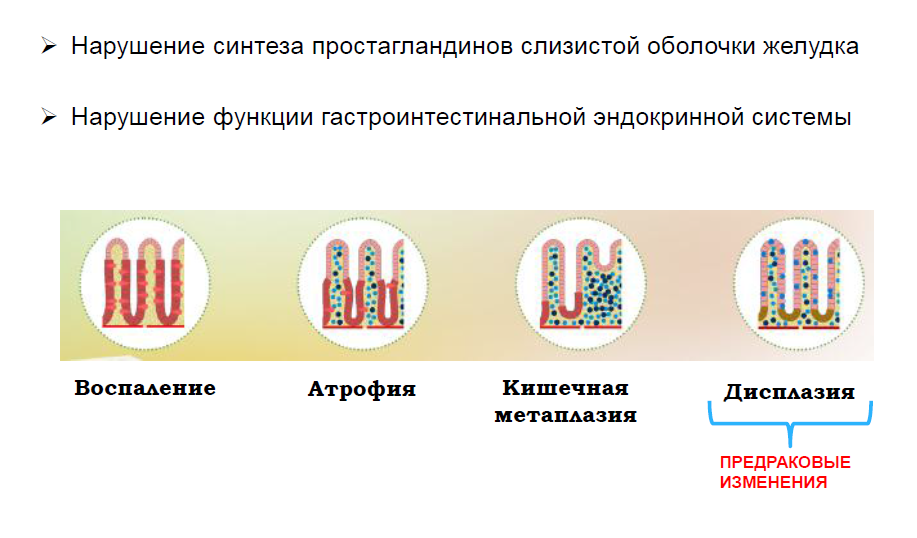 ➢ Нарушение синтеза простагландинов слизистой оболочки желудка
➢ Нарушение функции гастроинтестинальной эндокринной системы
Воспаление
Атрофия
Кишечная
метаплазия
Дисплазия
ПРЕДРАКОВЫЕ
ИЗМЕНЕНИЯ